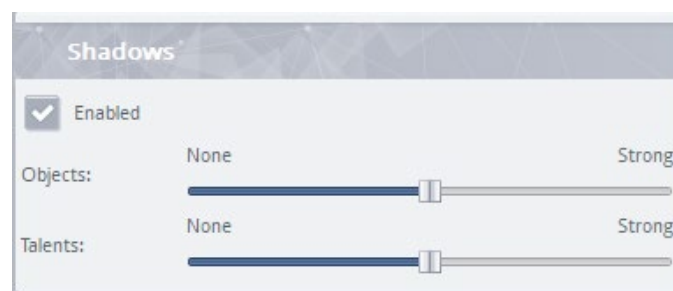 Shadows
Enabled
None Strong
Objects:
None Strong
Talents: